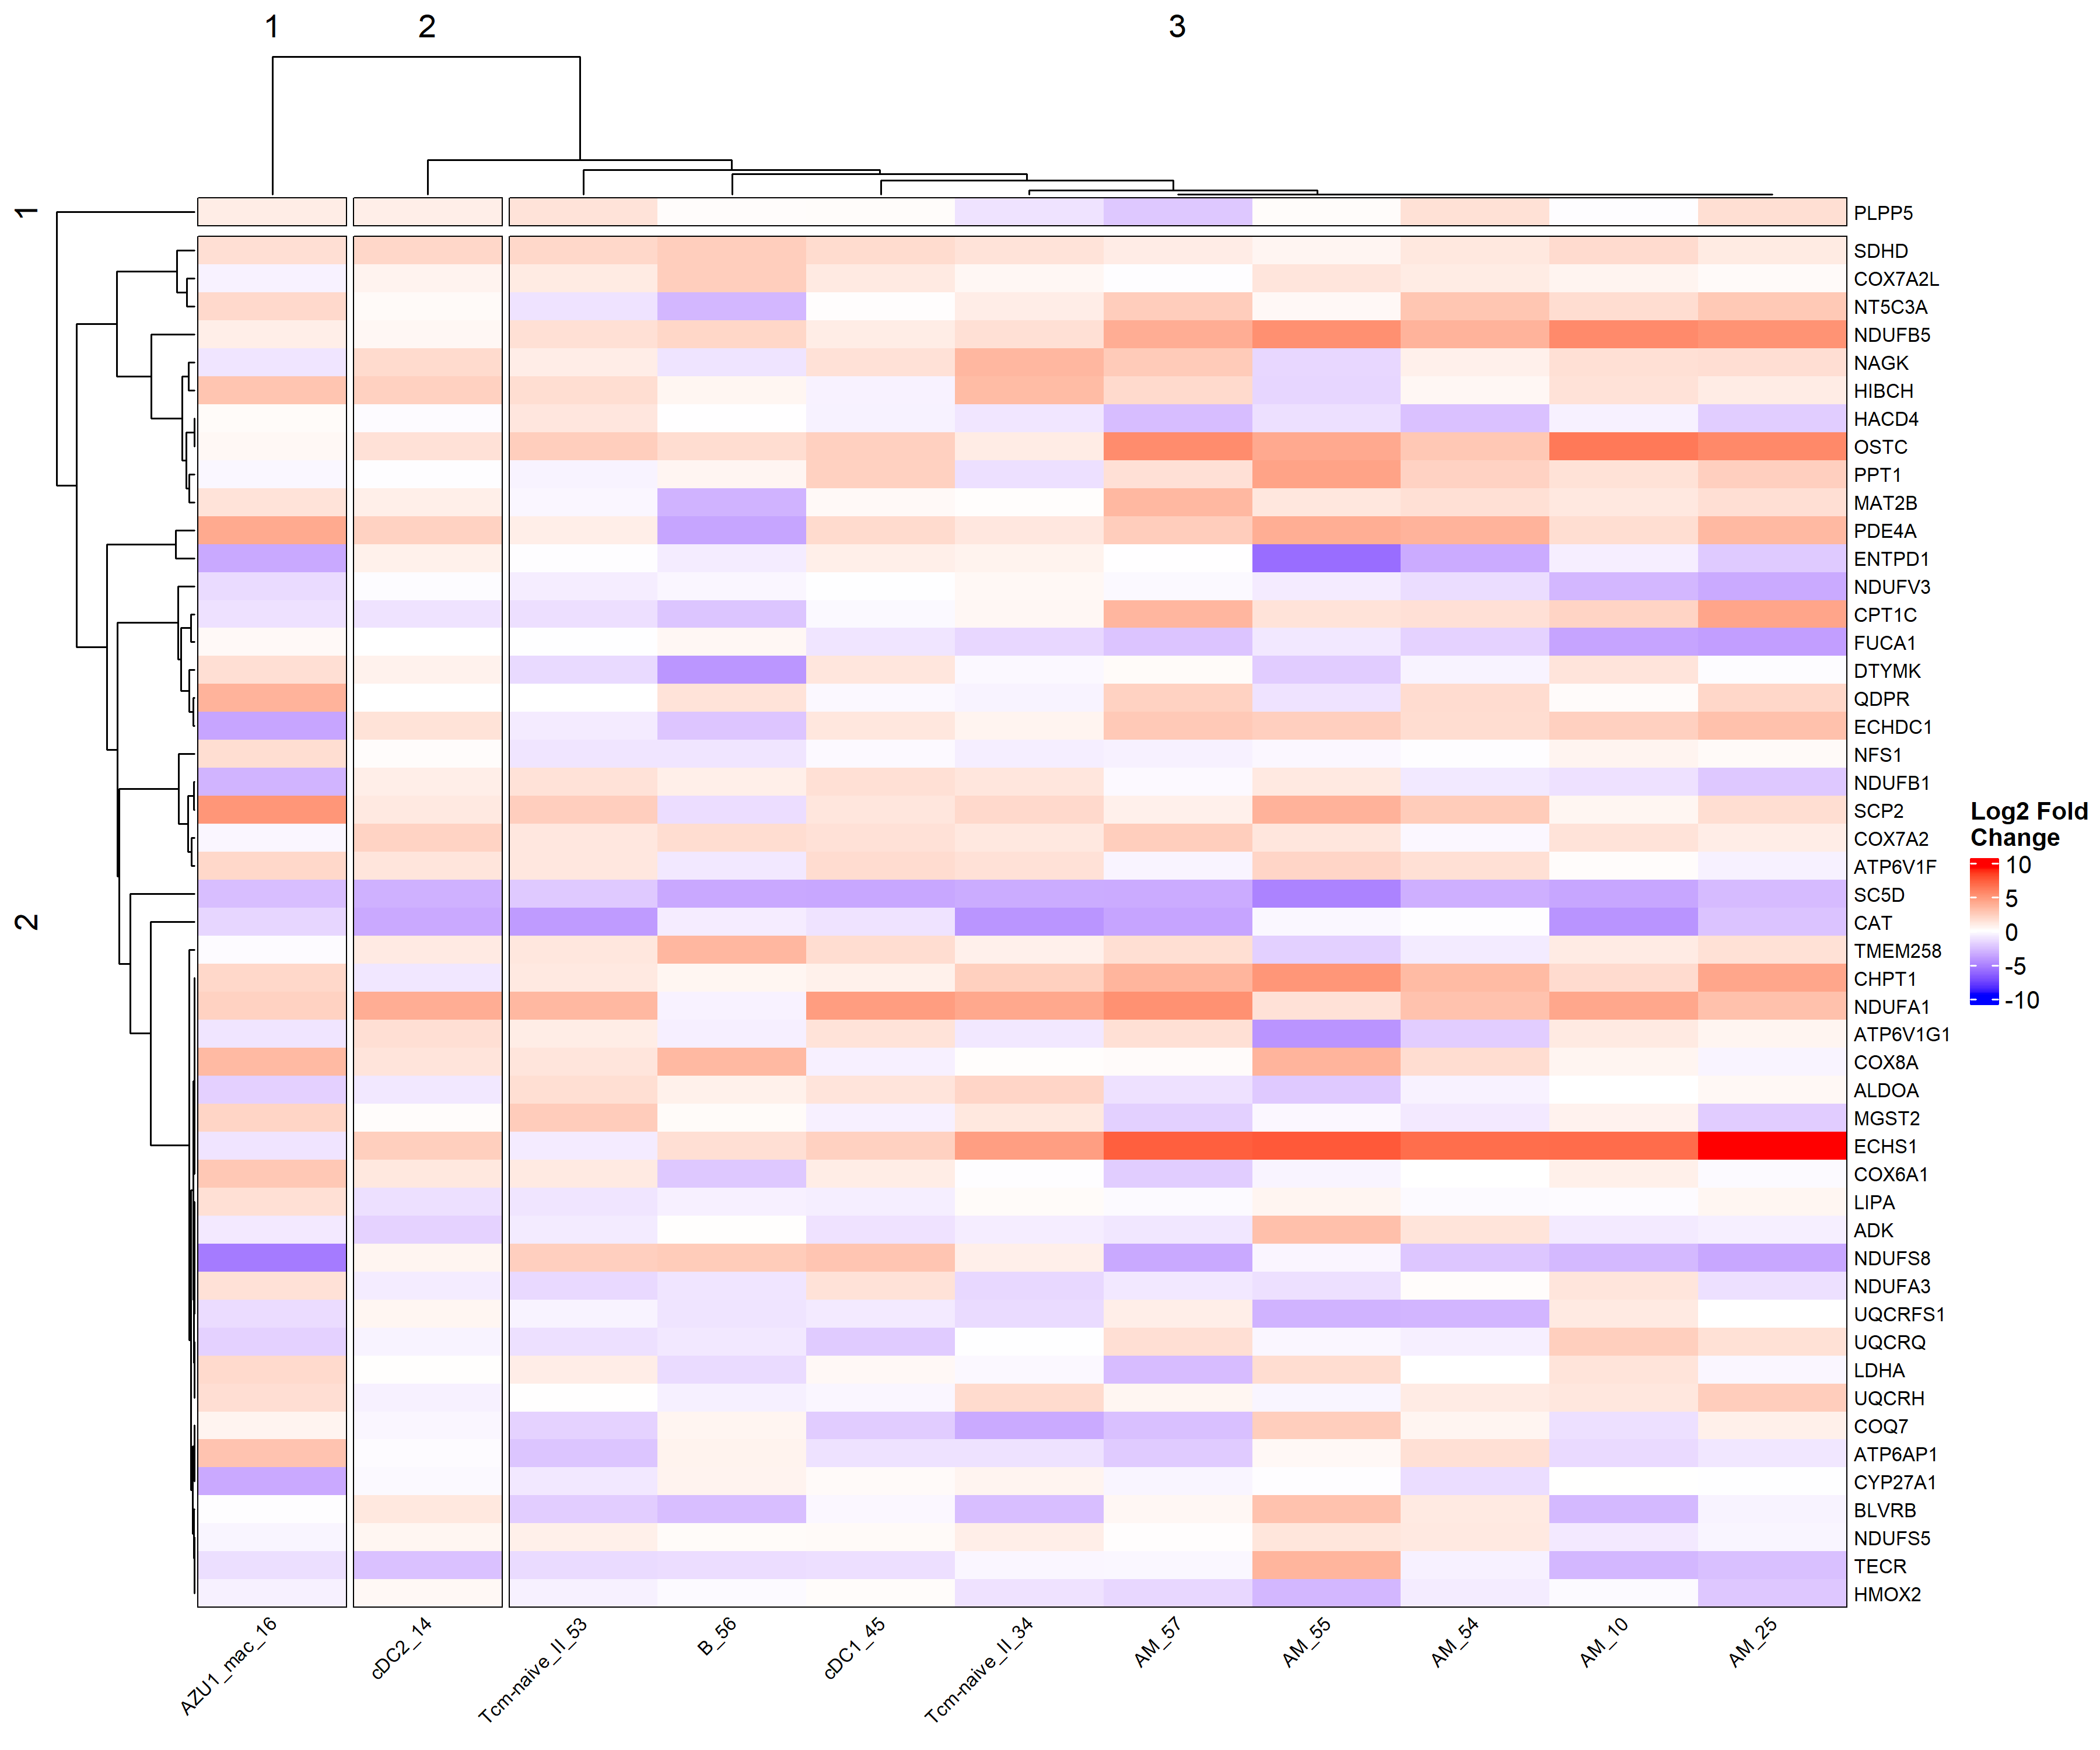 1 2 3
1
2
PLPP5
SDHD
COX7A2L
NT5C3A
NDUFB5
NAGK
HIBCH
HACD4
OSTC
PPT1
MAT2B
PDE4A
ENTPD1
NDUFV3
CPT1C
FUCA1
DTYMK
QDPR
ECHDC1
NFS1
NDUFB1
SCP2
COX7A2
ATP6V1F
SC5D
CAT
TMEM258
CHPT1
NDUFA1
ATP6V1G1
COX8A
ALDOA
MGST2
ECHS1
COX6A1
LIPA
ADK
NDUFS8
NDUFA3
UQCRFS1
UQCRQ
LDHA
UQCRH
COQ7
ATP6AP1
CYP27A1
BLVRB
NDUFS5
TECR
HMOX2
Log2 Fold
Change
10
5
0
-5
-10
AZU1_mac_16
cDC2_14
Tcm-naive_II_53
B_56
cDC1_45
Tcm-naive_II_34
AM_57
AM_55
AM_54
AM_10
AM_25